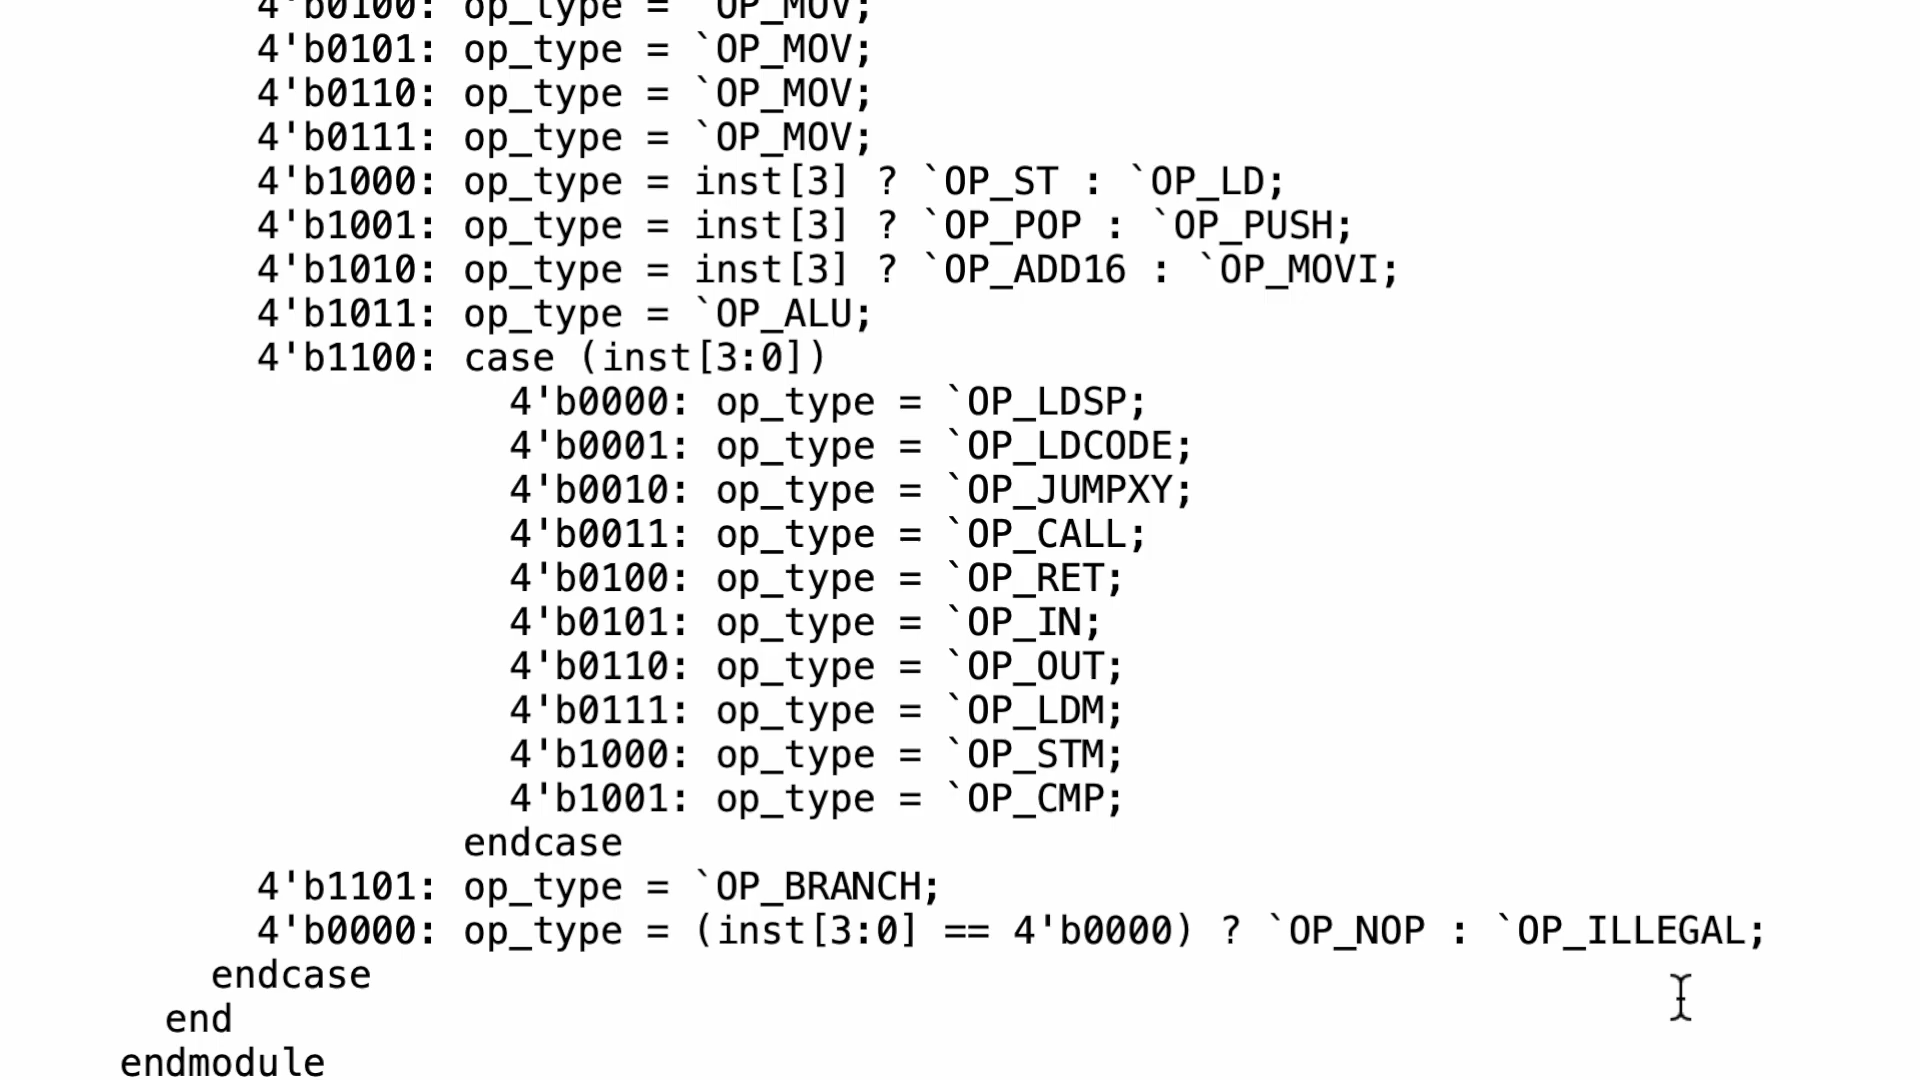 4'b0100: op_type = `OP_MOV;
4'b0101: op_type = `OP_MOV;
4'b0110: op_type = `OP_MOV;
4'b0111: op_type = `OP_MOV;
4'b1000: op_type = inst[3] ? `OP_ST : `OP_LD;
4'b1001: op_type = inst[3] ? `OP_POP : `OP_PUSH;
4'b1010: op_type = inst[3] ? `OP_ADD16 : `OP_MOVI;
4'b1011: op_type = `OP_ALU;
4'b1100: case (inst[3:0])
4'b0000: op_type = `OP_LDSP;
4'b0001: op_type = `OP_LDCODE;
4'b0010: op_type = `OP_JUMPXY;
4'b0011: op_type = `OP_CALL;
4'b0100: op_type = `OP_RET;
4'b0101: op_type = `OP_IN;
4'b0110: op_type = `OP_OUT;
4'b0111: op_type = `OP_LDM;
4'b1000: op_type = `OP_STM;
4'b1001: op_type = `OP_CMP;
endcase
4'b1101: op_type = `OP_BRANCH;
4'b0000: op_type = (inst[3:0] == 4'b0000) ? `OP_NOP : `OP_ILLEGAL;
endcase
end
endmodule